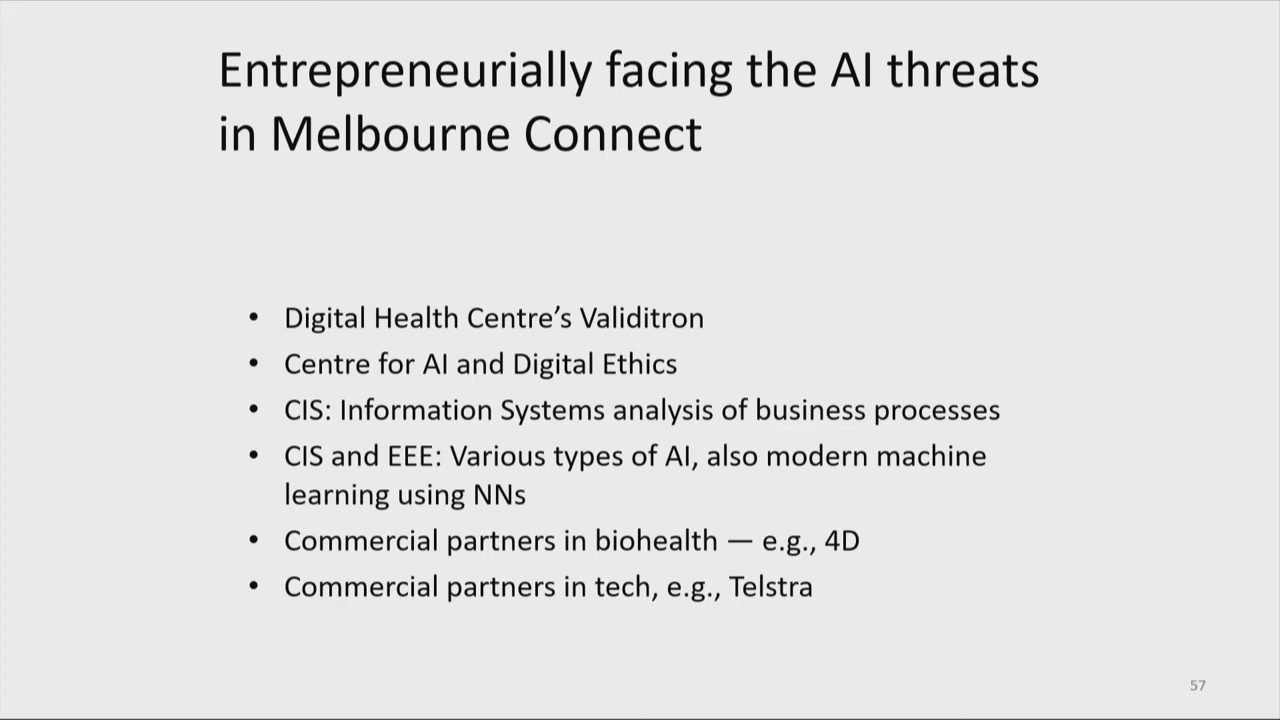 Entrepreneurially facing the AI threats
in Melbourne Connect
• Digital Health Centre’s Validitron
• Centre for AI and Digital Ethics
• CIS: Information Systems analysis of business processes
• CIS and EEE: Various types of AI, also modern machine
learning using NNs
• Commercial partners in biohealth — e.g., 4D
• Commercial partners in tech, e.g., Telstra
57